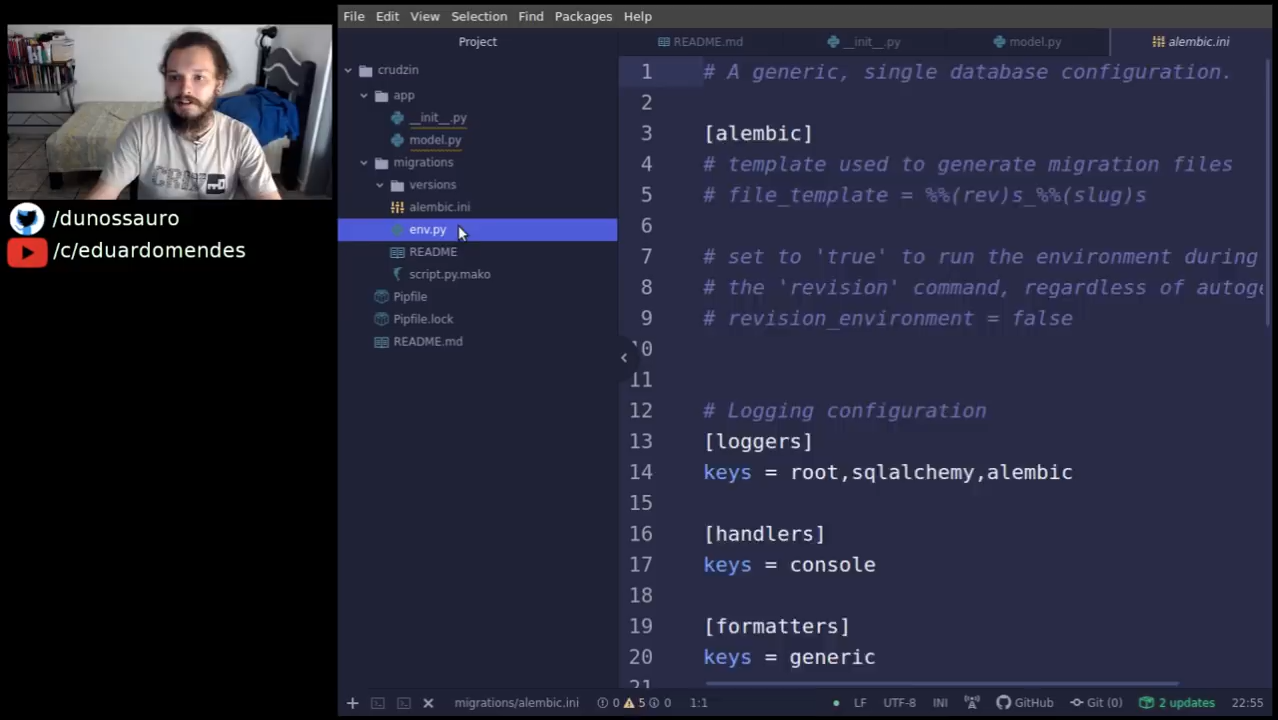 File Edit View Selection Find Packages Help
Project
README.md
__init__.py
model.py
alembic.ini
crudzin
app
__init__.py
model.py
migrations
versions
alembic.ini
env.py
README
script.py.mako
Pipfile
Pipfile.lock
README.md
/dunossauro
/c/eduardomendes
1 # A generic, single database configuration.
2
3 [alembic]
4 # template used to generate migration files
5 # file_template = %%(rev)s_%%(slug)s
6
7 # set to 'true' to run the environment during
8 # the 'revision' command, regardless of autoge
9 # revision_environment = false
10
11
12 # Logging configuration
13 [loggers]
14 keys = root,sqlalchemy,alembic
15
16 [handlers]
17 keys = console
18
19 [formatters]
20 keys = generic
21
migrations/alembic.ini 0 5 0 1:1 LF UTF-8 INI GitHub Git (0) 2 updates 22:55